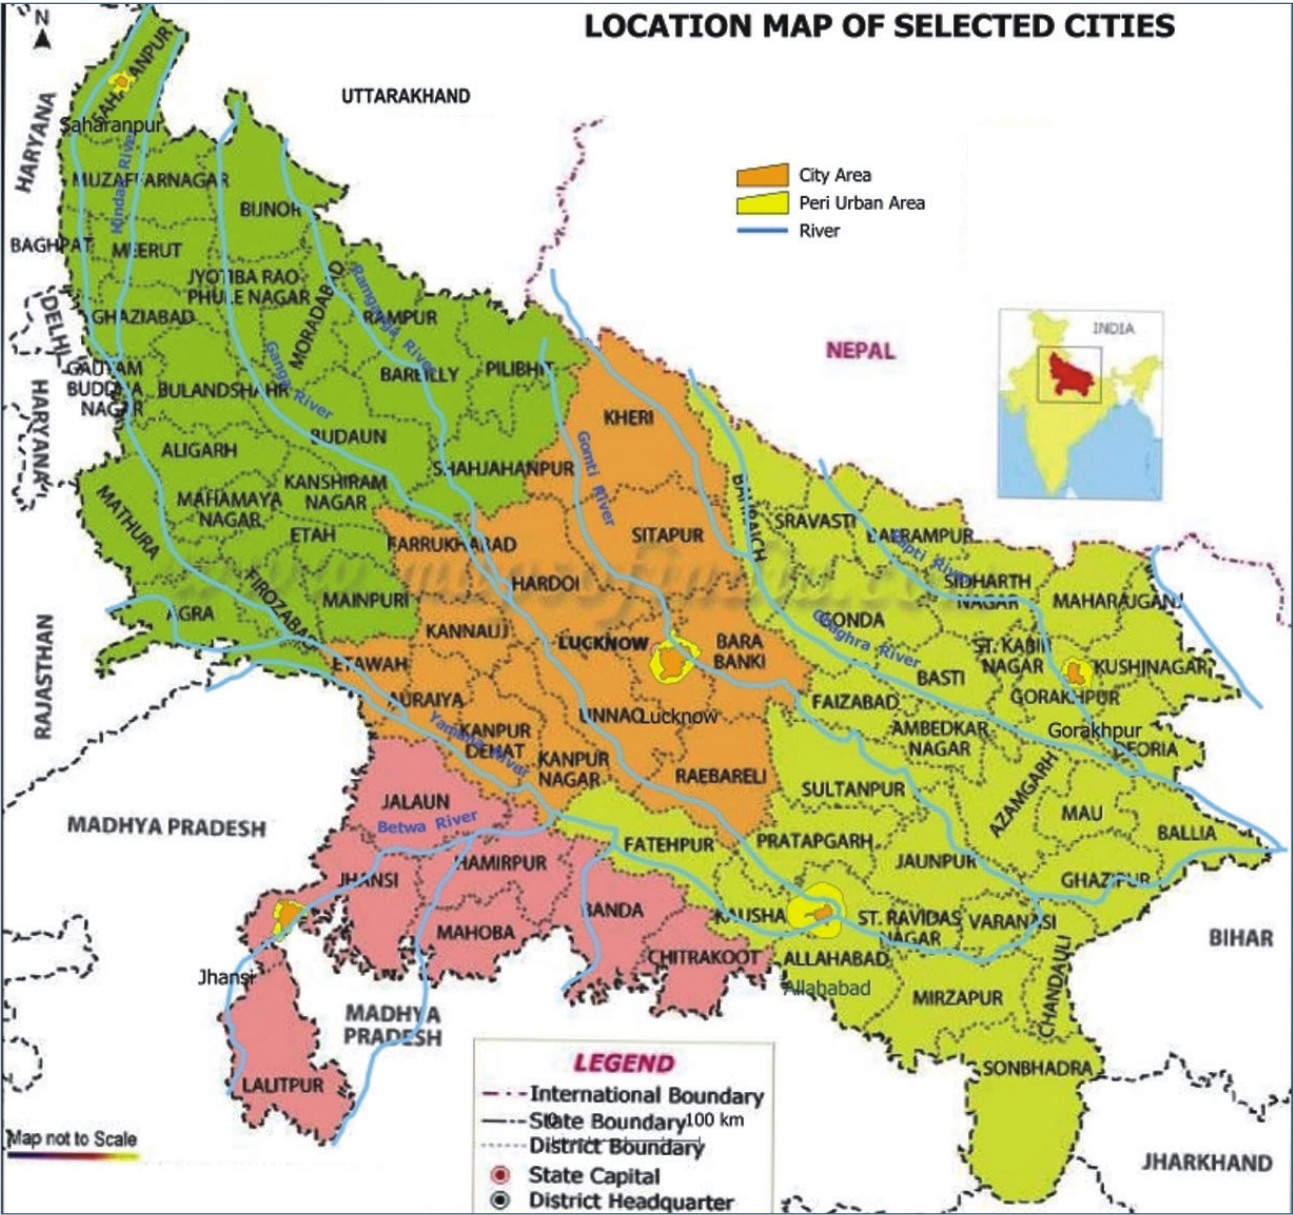 LOCATION MAP OF SELECTED CITIES
N
UTTARAKHAND
HARYANA
Saharanpur
City Area
Peri Urban Area
River
Hindan River
MUZAFFARNAGAR
BIJNOR
BAGHPAT
MEERUT
JYOTIBA RAO
PHULE NAGAR
MORADABAD
Ramganga River
RAMPUR
GHAZIABAD
DELHI
INDIA
NEPAL
GAUTAM
BUDDHA
NAGAR
BULANDSHAHR
Ganga River
BAREILLY
PILIBHIT
HARYANA
KHERI
BUDAUN
ALIGARH
SHAHJAHANPUR
Gomti River
KANSHIRAM
NAGAR
MAHAMAYA
NAGAR
MATHURA
BAHRAICH
SRAVASTI
BALRAMPUR
ETAH
FARRUKHABAD
SITAPUR
Rapti River
SIDHARTH
NAGAR
MAHARAJGANJ
HARDOI
FIROZABAD
MAINPURI
AGRA
KANNAUJ
LUCKNOW
BARA
BANKI
GONDA
Ghaghra River
ST. KABIR
NAGAR
KUSHINAGAR
RAJASTHAN
ETAWAH
BASTI
GORAKHPUR
AURAIYA
FAIZABAD
UNNAO
Lucknow
Yamuna River
KANPUR
DEHAT
AMBEDKAR
NAGAR
Gorakhpur
DEORIA
KANPUR
NAGAR
RAEBARELI
SULTANPUR
AZAMGARH
JALAUN
MAU
Betwa River
MADHYA PRADESH
BALLIA
FATEHPUR
PRATAPGARH
HAMIRPUR
JAUNPUR
JHANSI
GHAZIPUR
BANDA
KAUSHA
ST. RAVIDAS
NAGAR
VARANASI
MAHOBA
BIHAR
CHITRAKOOT
ALLAHABAD
Allahabad
CHANDAULI
Jhansi
MIRZAPUR
MADHYA
PRADESH
LALITPUR
SONBHADRA
LEGEND
International Boundary
State Boundary
0 100 km
District Boundary
State Capital
District Headquarter
Map not to Scale
JHARKHAND